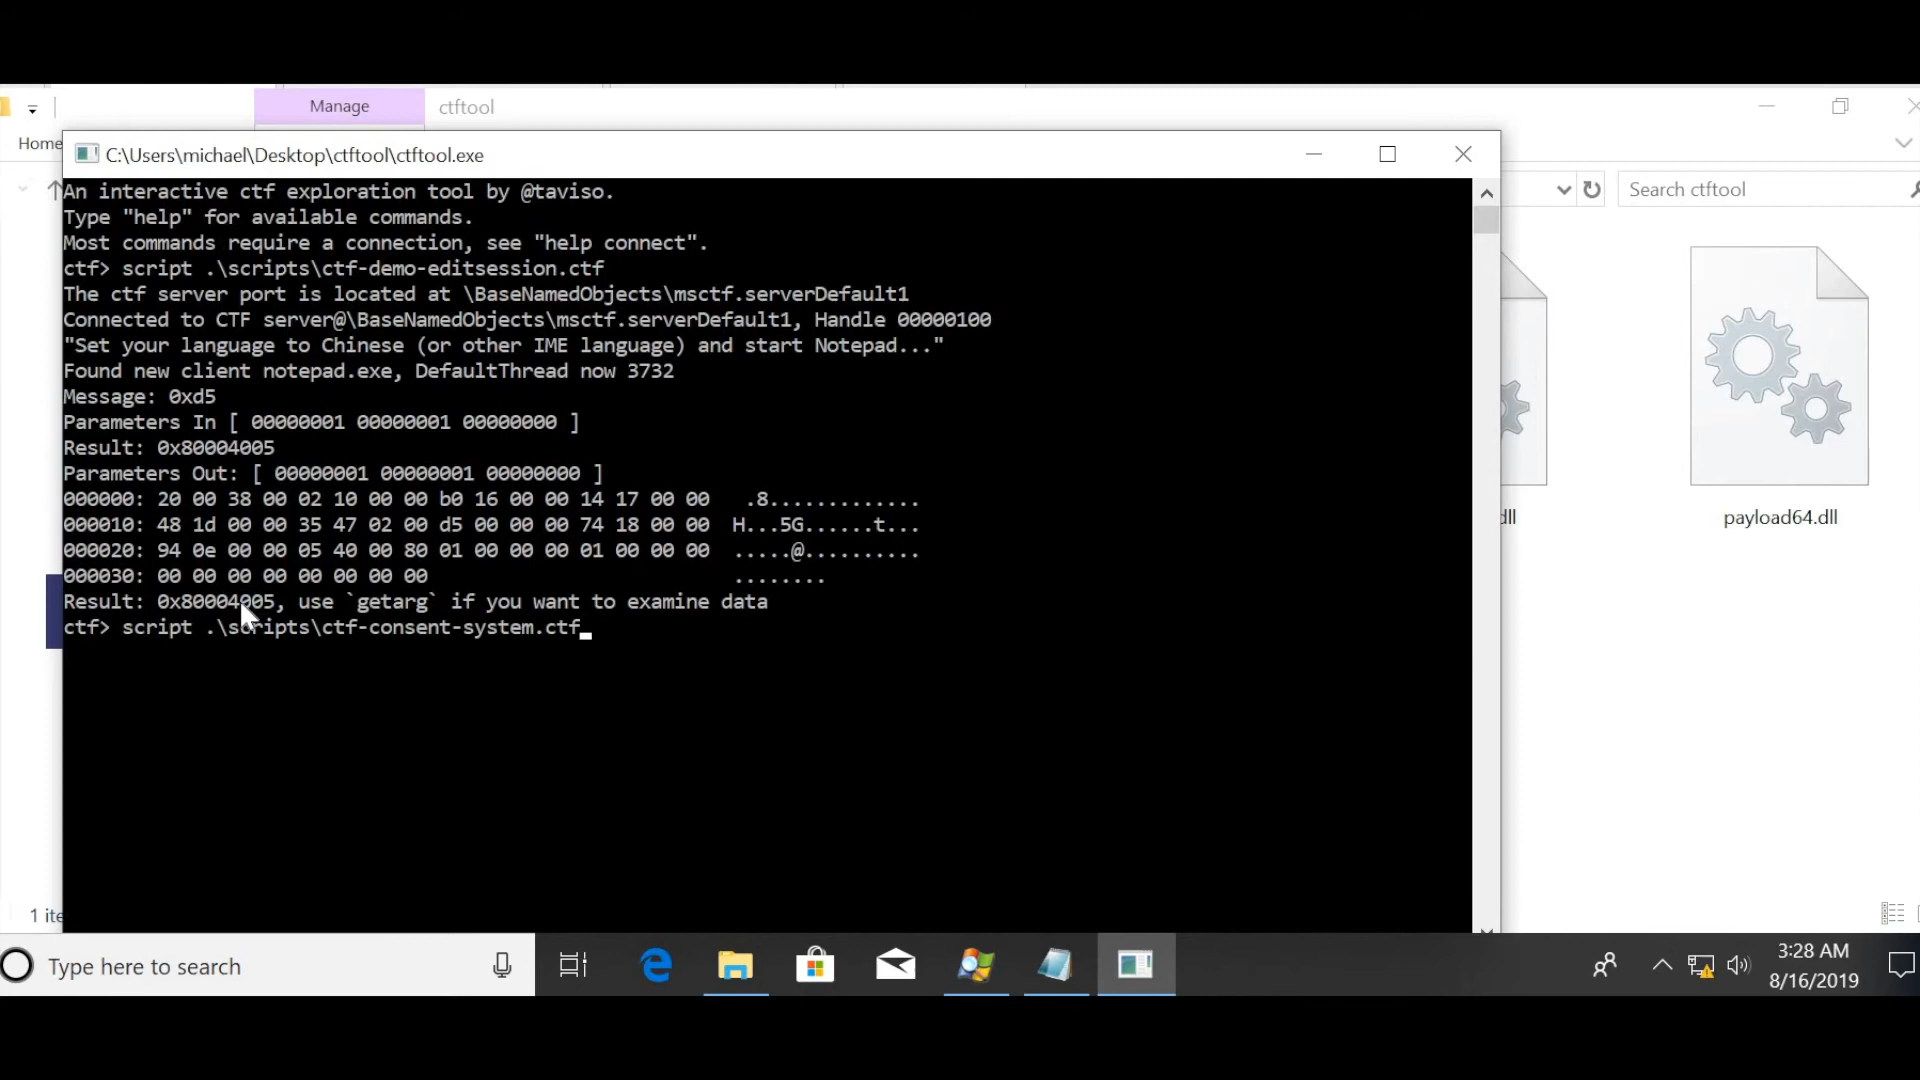 Manage
ctftool
Home
C:\Users\michael\Desktop\ctftool\ctftool.exe
Search ctftool
An interactive ctf exploration tool by @taviso.
Type "help" for available commands.
Most commands require a connection, see "help connect".
ctf> script .\scripts\ctf-demo-editsession.ctf
The ctf server port is located at \BaseNamedObjects\msctf.serverDefault1
Connected to CTF server@\BaseNamedObjects\msctf.serverDefault1, Handle 00000100
"Set your language to Chinese (or other IME language) and start Notepad..."
Found new client notepad.exe, DefaultThread now 3732
Message: 0xd5
Parameters In [ 00000001 00000001 00000000 ]
Result: 0x80004005
Parameters Out: [ 00000001 00000001 00000000 ]
000000: 20 00 38 00 02 10 00 00 b0 16 00 00 14 17 00 00   .8.............
000010: 48 1d 00 00 35 47 02 00 d5 00 00 00 74 18 00 00  H...5G......t...
000020: 94 0e 00 00 05 40 00 80 01 00 00 00 01 00 00 00  .....@..........
000030: 00 00 00 00 00 00 00 00                          ........
Result: 0x80004005, use `getarg` if you want to examine data
ctf> script .\scripts\ctf-consent-system.ctf
dll
payload64.dll
1 ite
Type here to search
3:28 AM
8/16/2019